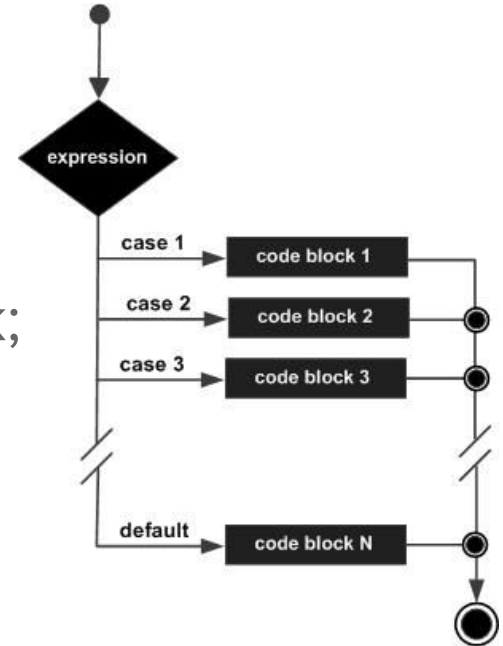 expression
case 1
code block 1
case 2
code block 2
k;
case 3
code block 3
default
code block N